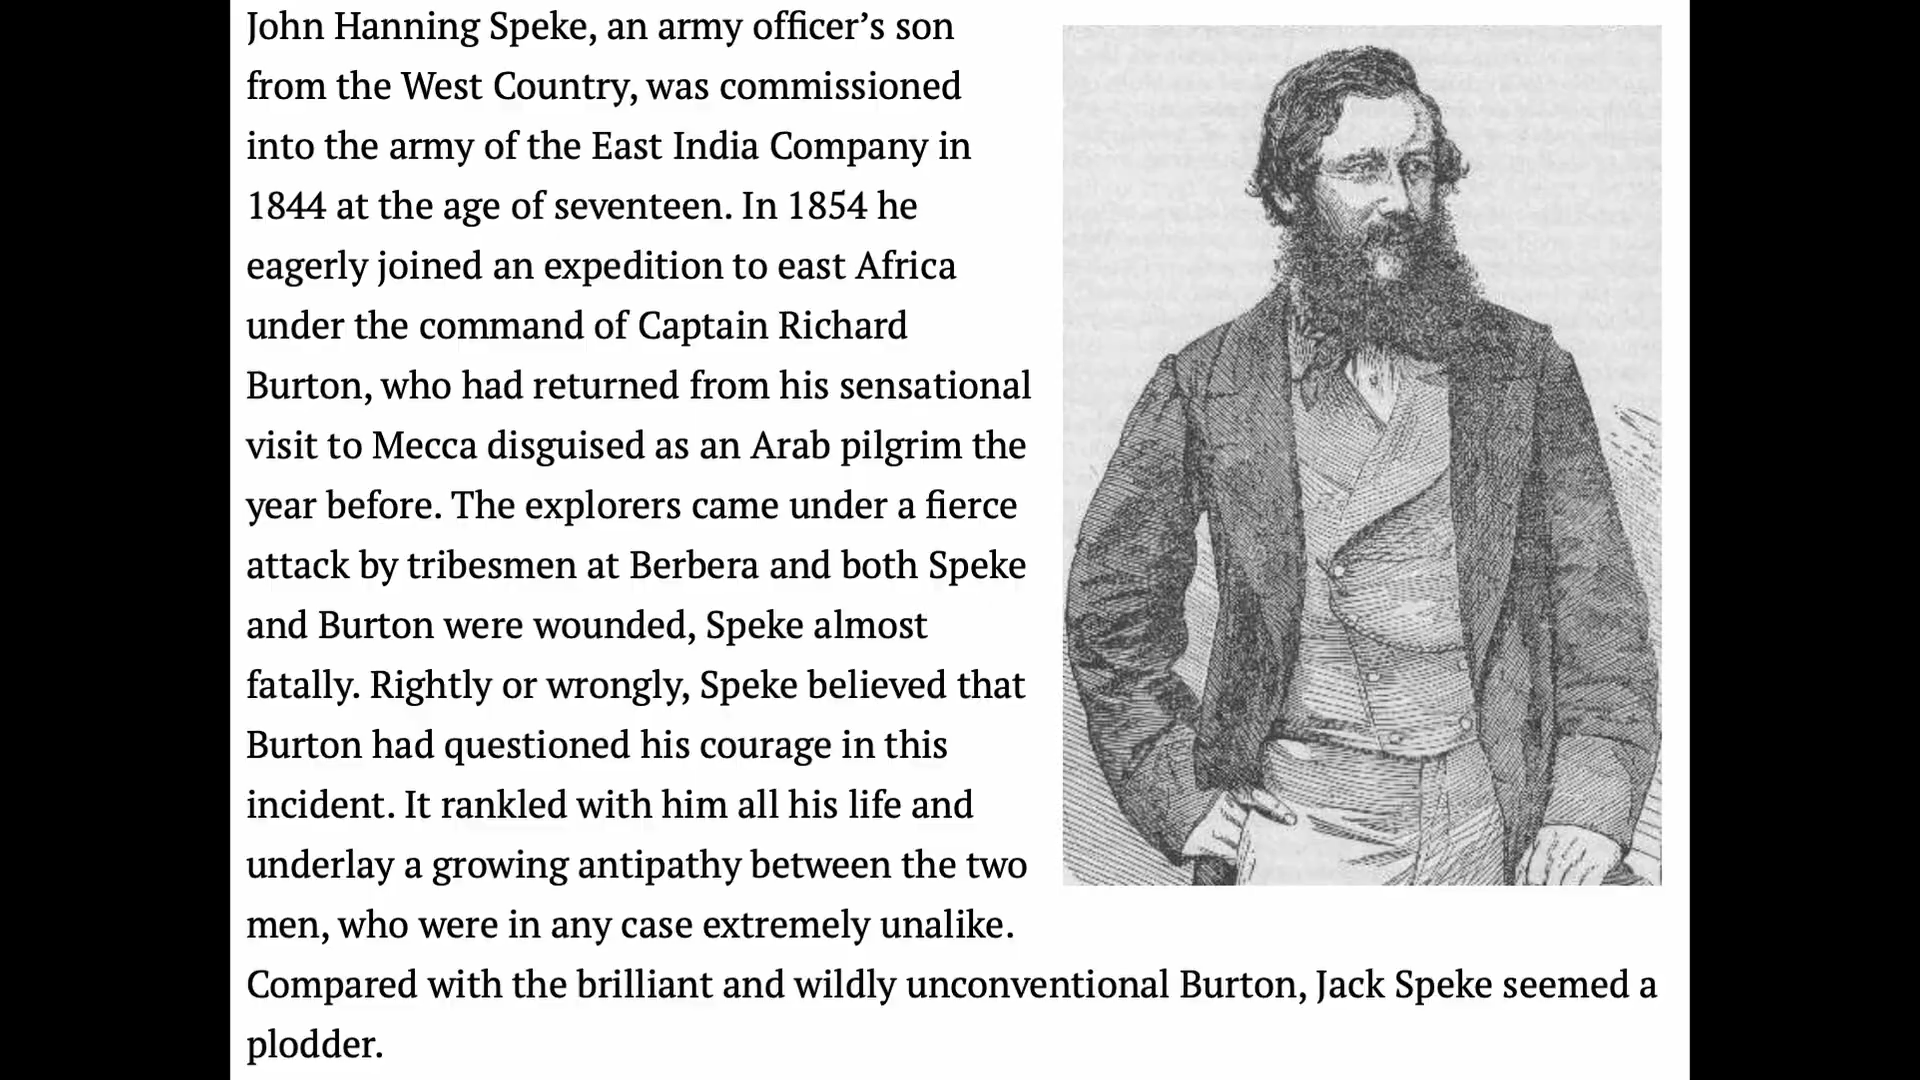 John Hanning Speke, an army officer’s son
from the West Country, was commissioned
into the army of the East India Company in
1844 at the age of seventeen. In 1854 he
eagerly joined an expedition to east Africa
under the command of Captain Richard
Burton, who had returned from his sensational
visit to Mecca disguised as an Arab pilgrim the
year before. The explorers came under a fierce
attack by tribesmen at Berbera and both Speke
and Burton were wounded, Speke almost
fatally. Rightly or wrongly, Speke believed that
Burton had questioned his courage in this
incident. It rankled with him all his life and
underlay a growing antipathy between the two
men, who were in any case extremely unalike.
Compared with the brilliant and wildly unconventional Burton, Jack Speke seemed a
plodder.